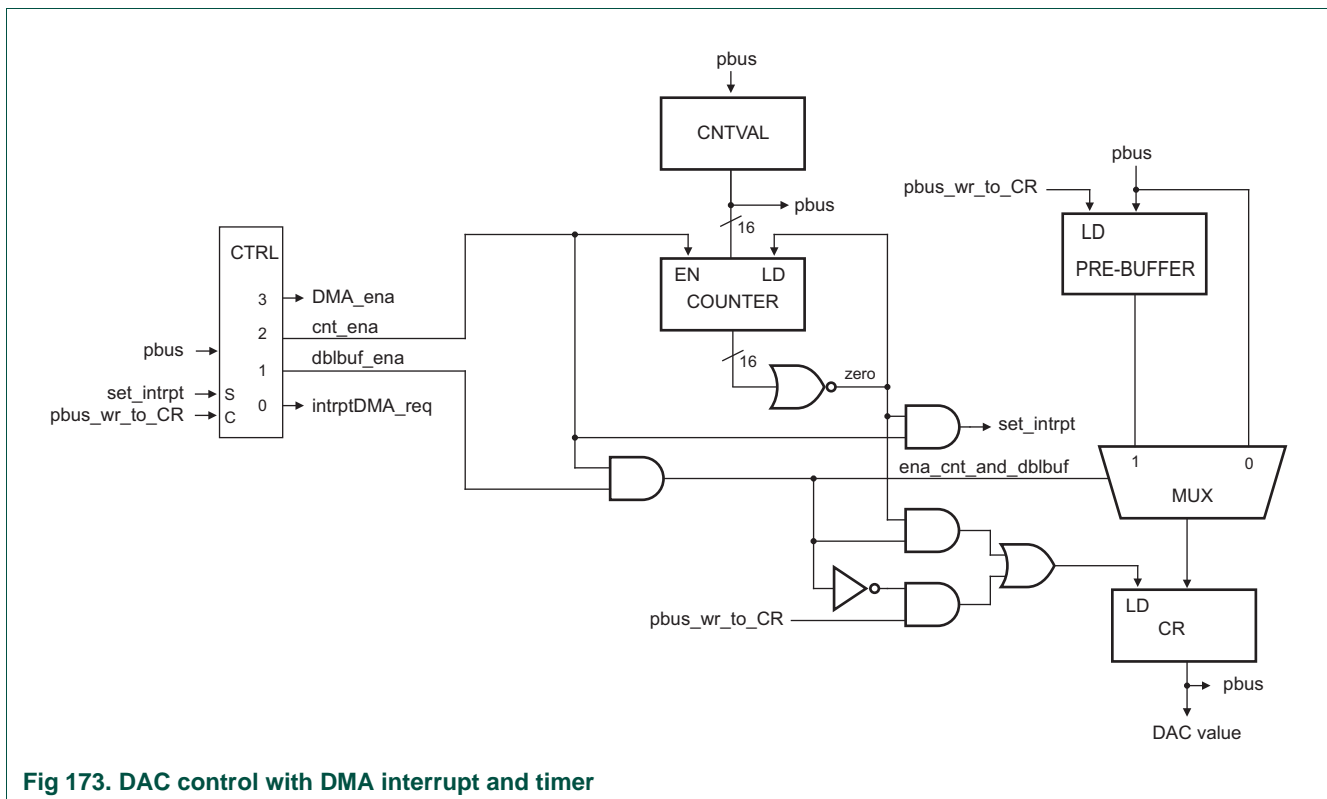 pbus
CNTVAL
pbus
pbus
pbus_wr_to_CR
16
LD
PRE-BUFFER
CTRL
EN LD
COUNTER
3 DMA_ena
2 cnt_ena
pbus
1 dblbuf_ena
16
zero
set_intrpt S
0 intrptDMA_req
pbus_wr_to_CR C
set_intrpt
ena_cnt_and_dblbuf
1 0
MUX
pbus_wr_to_CR
LD
CR
pbus
DAC value
Fig 173. DAC control with DMA interrupt and timer